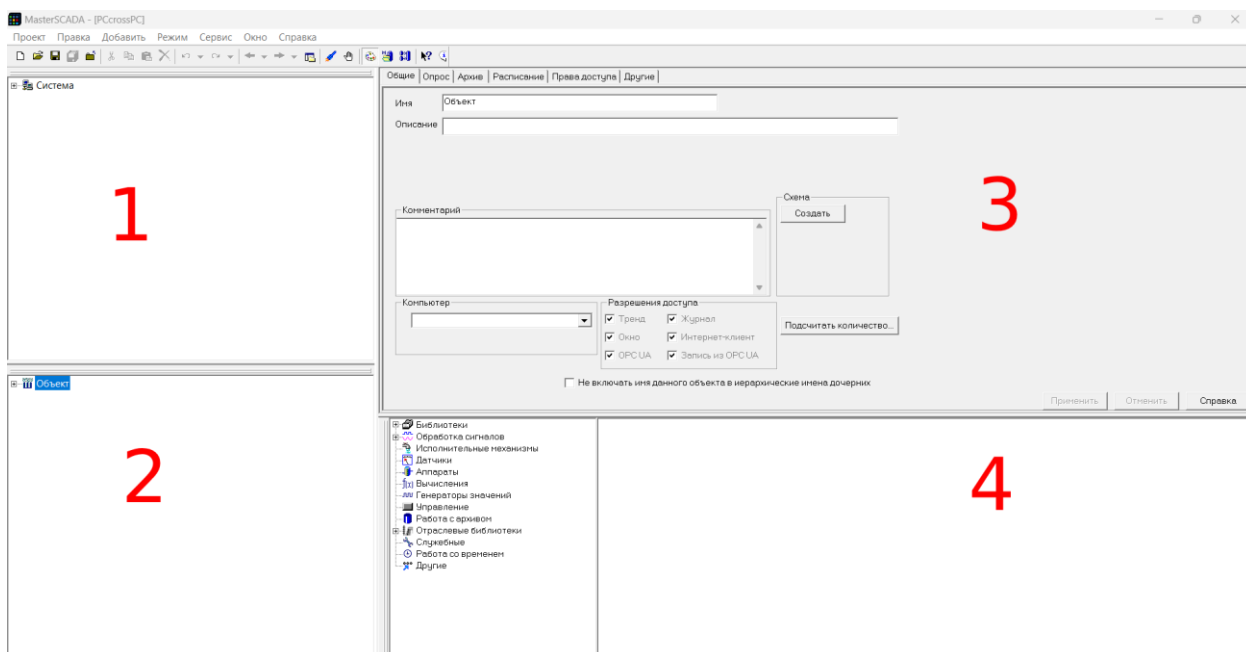 MasterSCADA - [PCcrossPC]
Проект Правка Добавить Режим Сервис Окно Справка
Система
1
Объект
2
Общие Опрос Архив Расписание Права доступа Другие
Имя Объект
Описание
3
Комментарий
Схема
Создать
Компьютер
Разрешения доступа
Тренд Журнал
Окно Интернет-клиент
OPC UA Запись из OPC UA
Подсчитать количество...
Не включать имя данного объекта в иерархические имена дочерних
Применить Отменить Справка
Библиотеки
Обработка сигналов
Исполнительные механизмы
Датчики
Аппараты
f(x) Вычисления
Генераторы значений
Управление
Работа с архивом
Отраслевые библиотеки
Служебные
Работа со временем
Другие
4